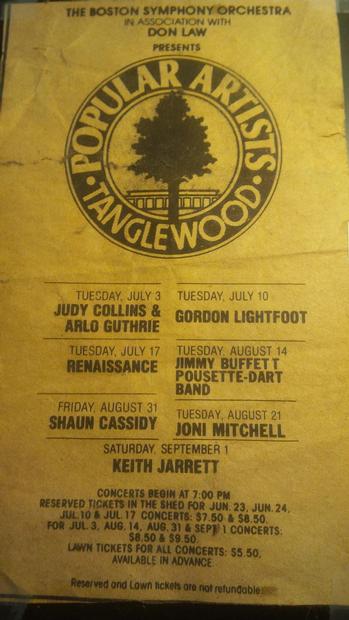 THE BOSTON SYMPHONY ORCHESTRA
IN ASSOCIATION WITH
DON LAW
PRESENTS
POPULAR ARTISTS
• TANGLEWOOD •
TUESDAY, JULY 3
JUDY COLLINS &
ARLO GUTHRIE
TUESDAY, JULY 10
GORDON LIGHTFOOT
TUESDAY, JULY 17
RENAISSANCE
TUESDAY, AUGUST 14
JIMMY BUFFETT
POUSETTE-DART
BAND
FRIDAY, AUGUST 31
SHAUN CASSIDY
TUESDAY, AUGUST 21
JONI MITCHELL
SATURDAY, SEPTEMBER 1
KEITH JARRETT
CONCERTS BEGIN AT 7:00 PM
RESERVED TICKETS IN THE SHED FOR JUN. 23, JUN. 24,
JUL. 10 & JUL. 17 CONCERTS: $7.50 & $8.50.
FOR JUL. 3, AUG. 14, AUG. 31 & SEPT 1 CONCERTS:
$8.50 & $9.50.
LAWN TICKETS FOR ALL CONCERTS: $5.50,
AVAILABLE IN ADVANCE.
Reserved and Lawn tickets are not refundable.